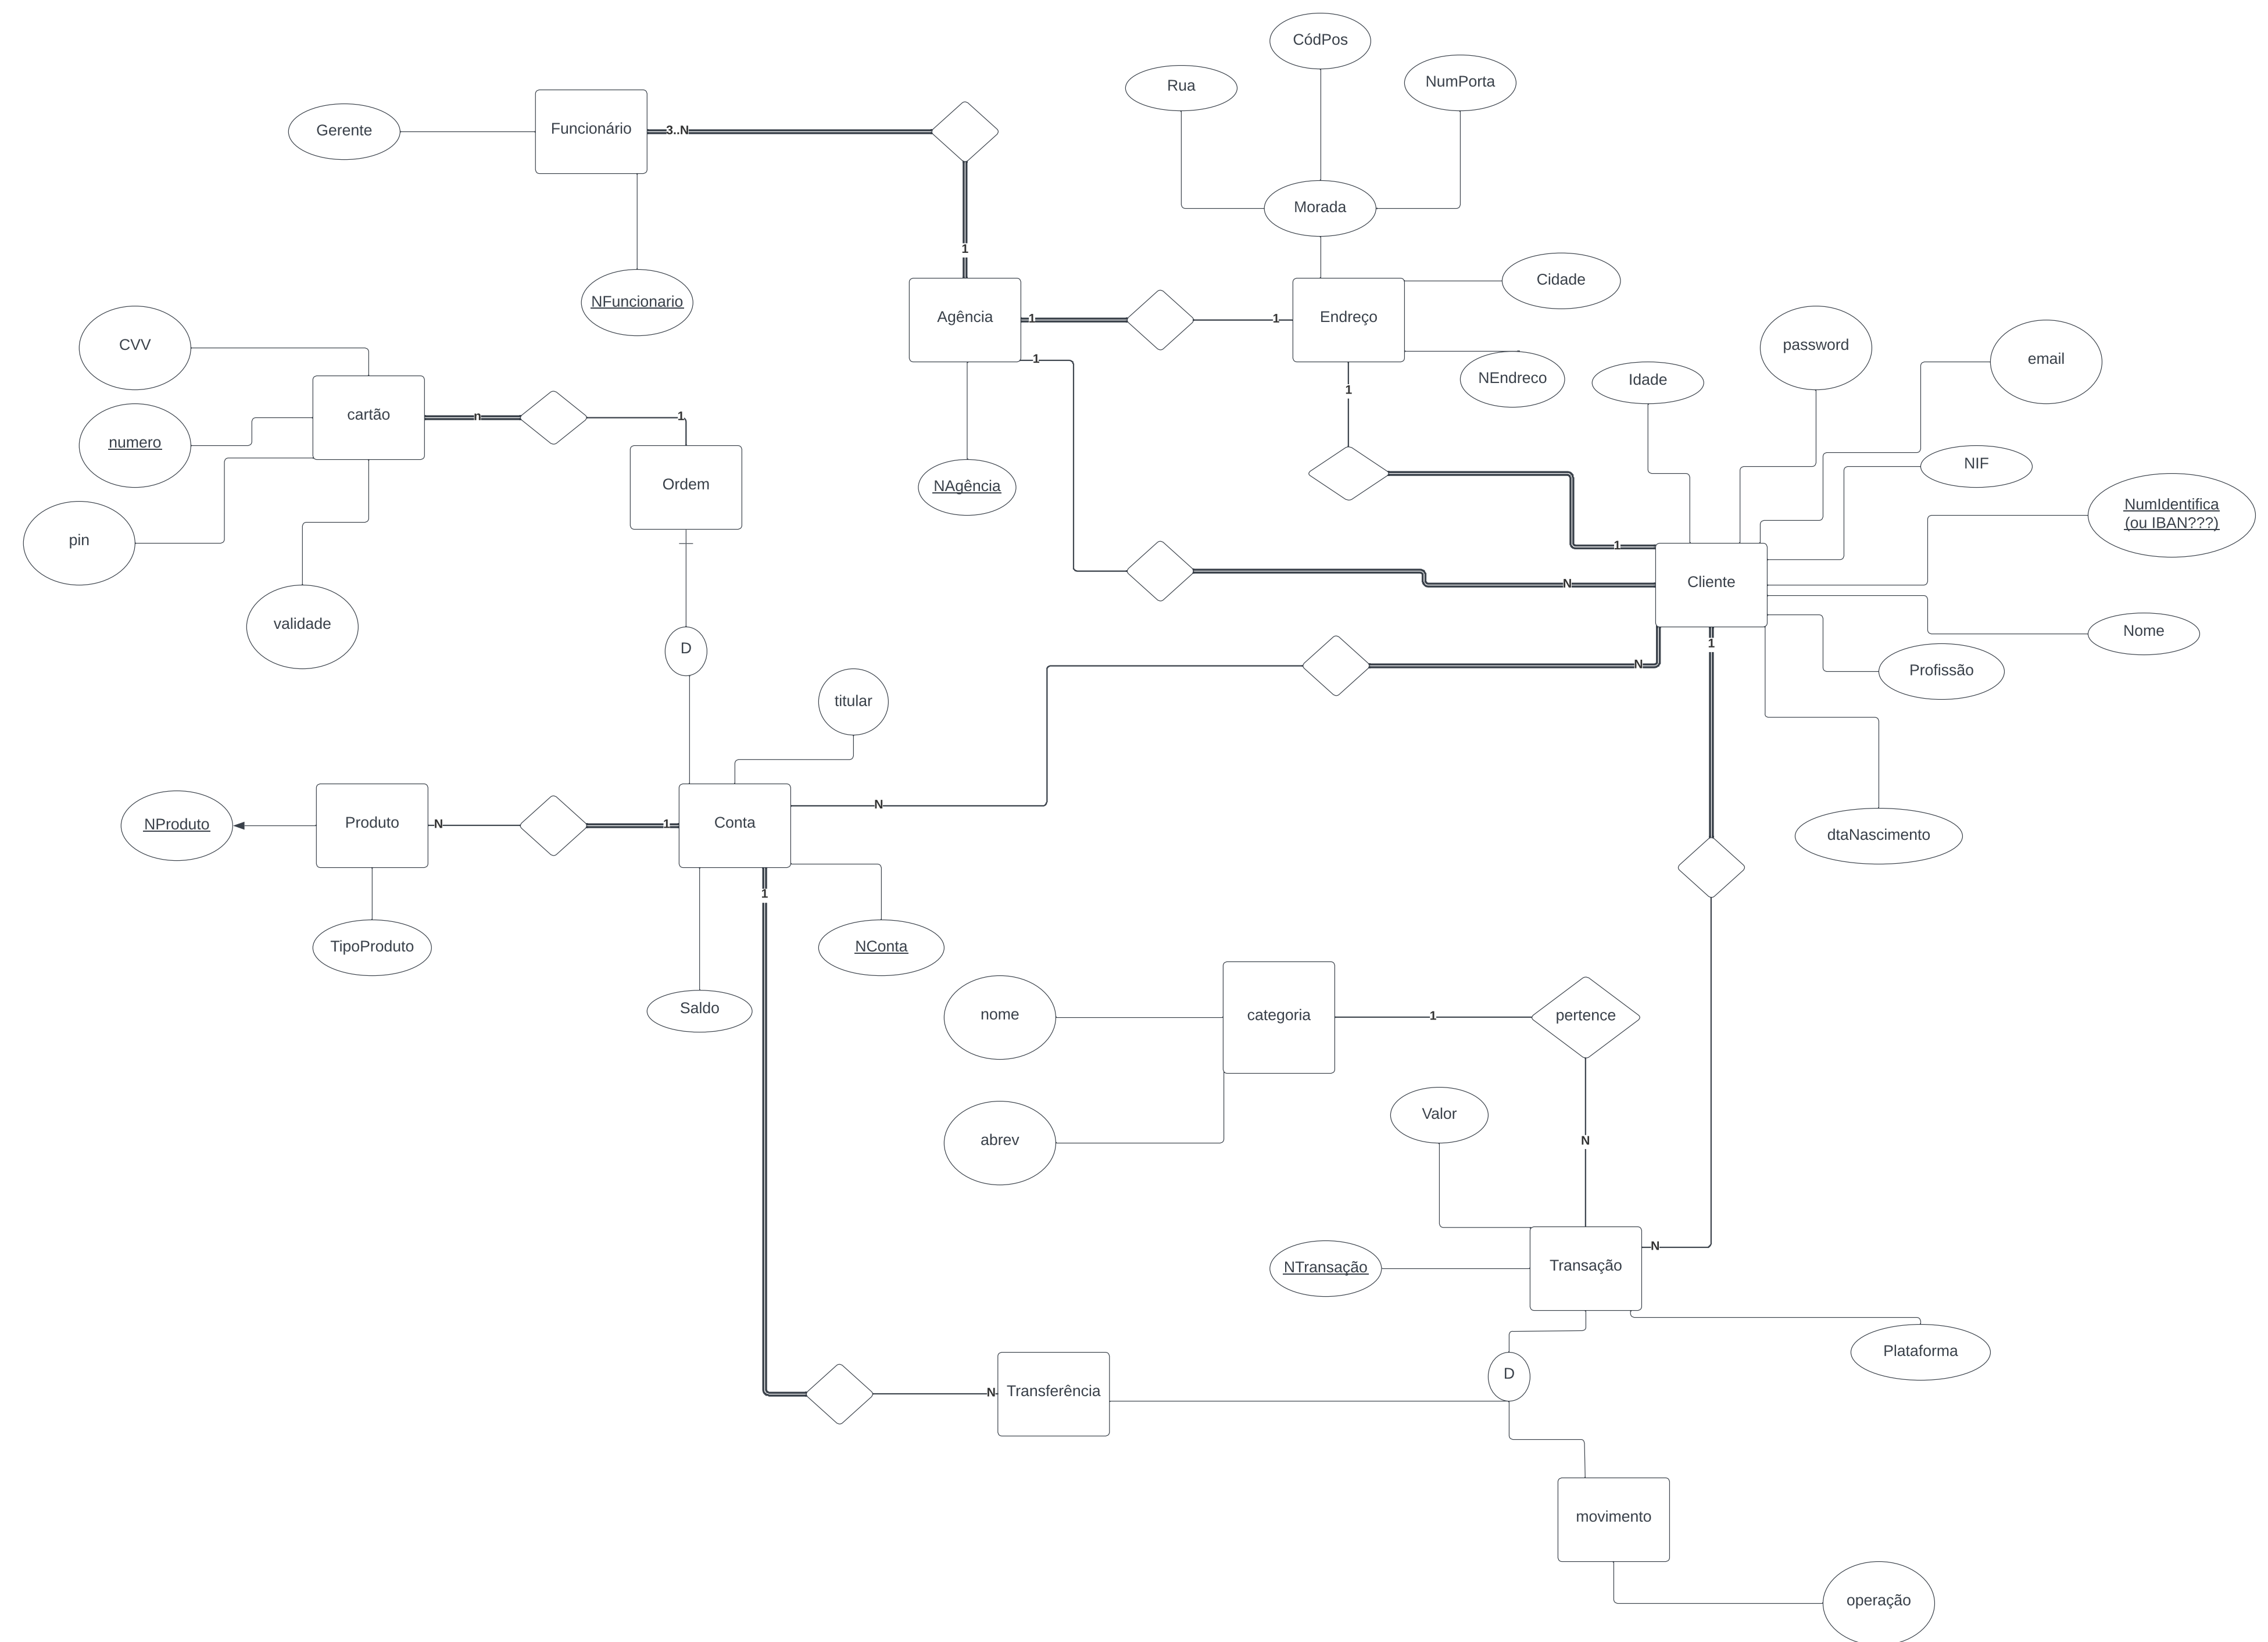 CódPos
NumPorta
Rua
Funcionário
3..N
Gerente
Morada
1
Cidade
NFuncionario
Agência
1
1
Endreço
password
email
CVV
1
NEndreco
Idade
1
cartão
n
1
numero
NIF
Ordem
NAgência
NumIdentifica
(ou IBAN???)
pin
1
Cliente
N
validade
Nome
D
1
N
Profissão
titular
NProduto
Produto
N
1
Conta
N
dtaNascimento
1
TipoProduto
NConta
Saldo
nome
categoria
1
pertence
Valor
abrev
N
NTransação
Transação
N
Plataforma
D
Transferência
N
movimento
operação